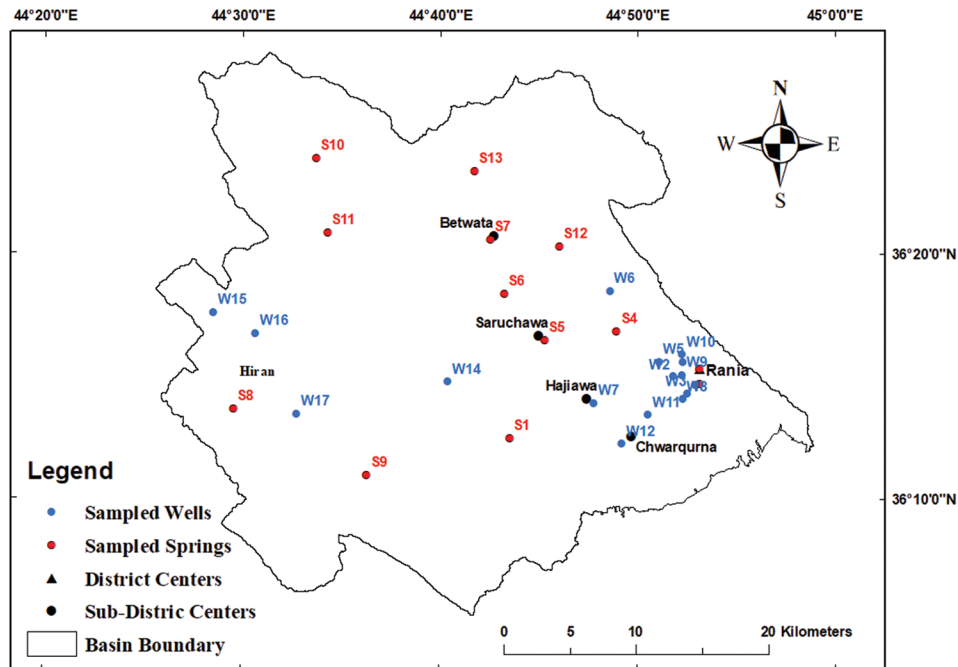 44°20'0"E 44°30'0"E 44°40'0"E 44°50'0"E 45°0'0"E
N
W E
S
S10
S13
S11
Betwata S7
S12
36°20'0"N
S6
W6
W15
W16
Saruchawa S5
S4
W10
W5
W9
W2
Rania
Hiran
W14
W3
W8
Hajiawa
W7
S8
W17
W11
S1
W12
Chwarqurna
S9
Legend
36°10'0"N
Sampled Wells
Sampled Springs
District Centers
Sub-Distric Centers
Basin Boundary
0 5 10 20 Kilometers